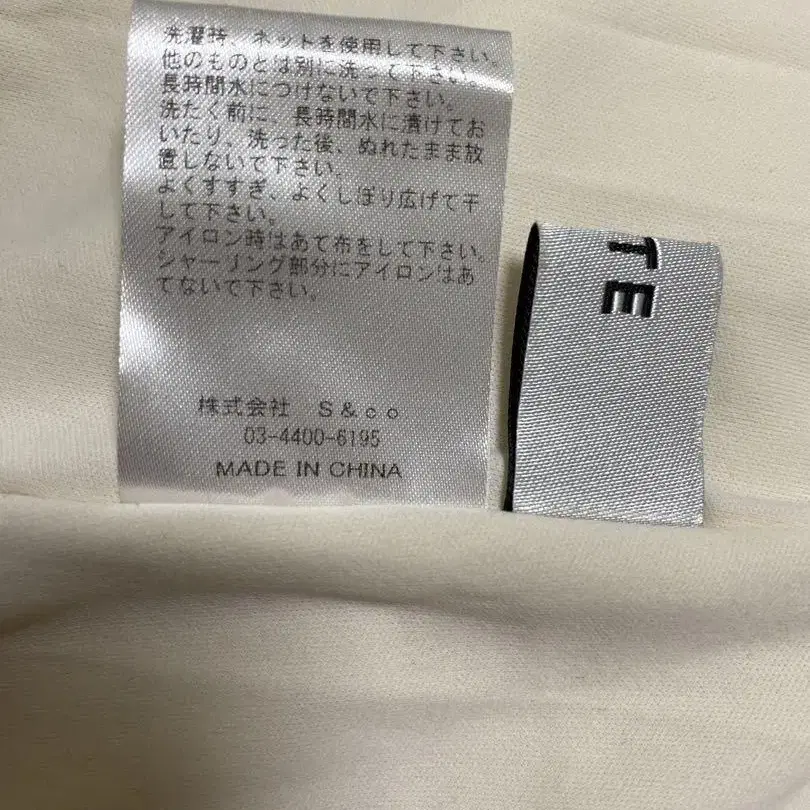 洗濯時、ネットを使用して下さい。
他のものとは別に洗って下さい。
長時間水につけないで下さい。
洗たく前に、長時間水に漬けてお
いたり、洗った後、ぬれたまま放
置しないで下さい。
よくすすぎ、よくしぼり広げて干
して下さい。
アイロン時はあて布をして下さい。
シャーリング部分にアイロンはあ
てないで下さい。
株式会社 S&co
03-4400-6195
MADE IN CHINA
TE